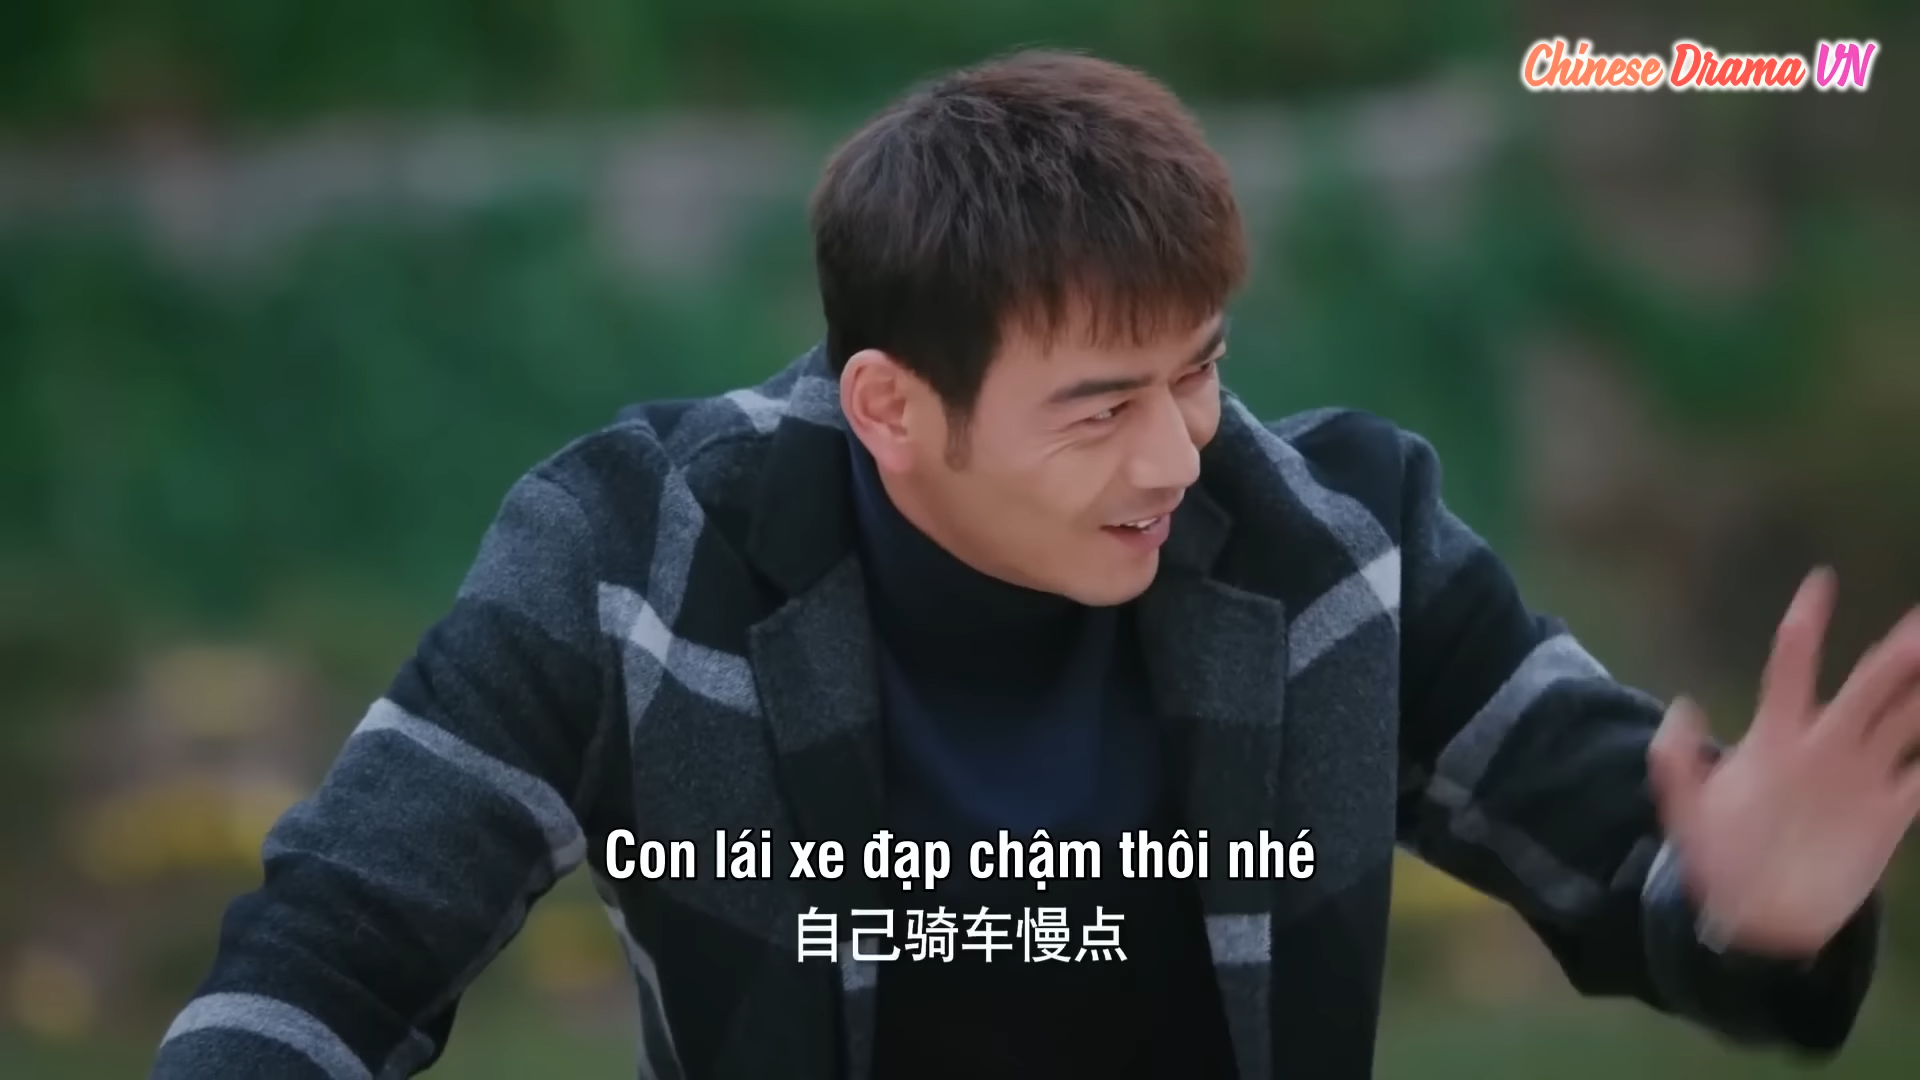 Chinese Drama VN
Con lái xe đạp chậm thôi nhé
自己骑车慢点